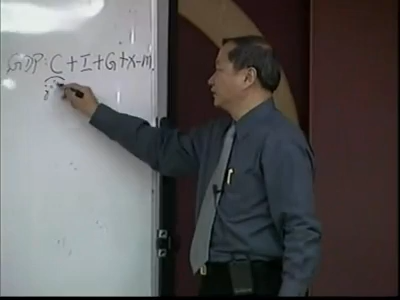 GDP: C + I + G + X - m